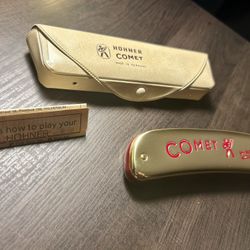 HOHNER
COMET
MADE IN GERMANY
s how to play your
HOHNER
COMET